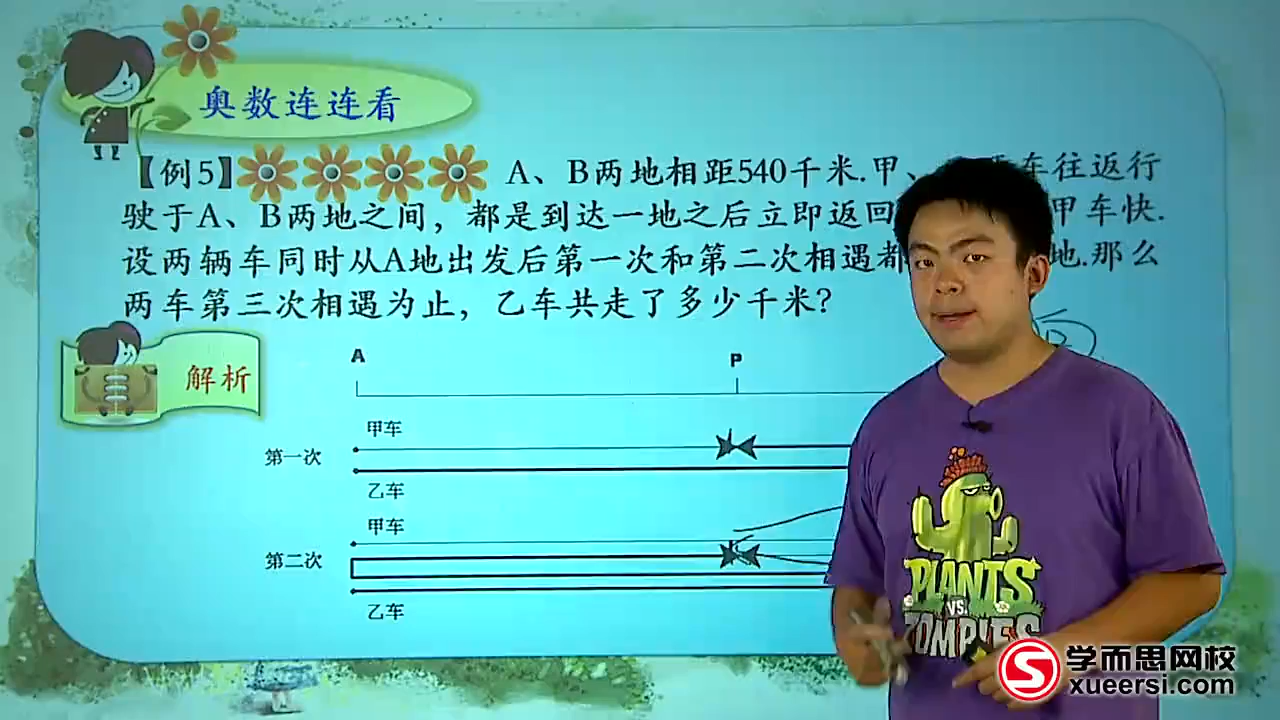 奥数连连看
【例5】 A、B两地相距540千米.甲、 车往返行
驶于A、B两地之间，都是到达一地之后立即返回 甲车快.
设两辆车同时从A地出发后第一次和第二次相遇都 地.那么
两车第三次相遇为止，乙车共走了多少千米？
解析
A P
甲车
第一次
乙车
甲车
第二次
乙车
PLANTS
VS.
ZOMBIES
学而思网校
xueersi.com